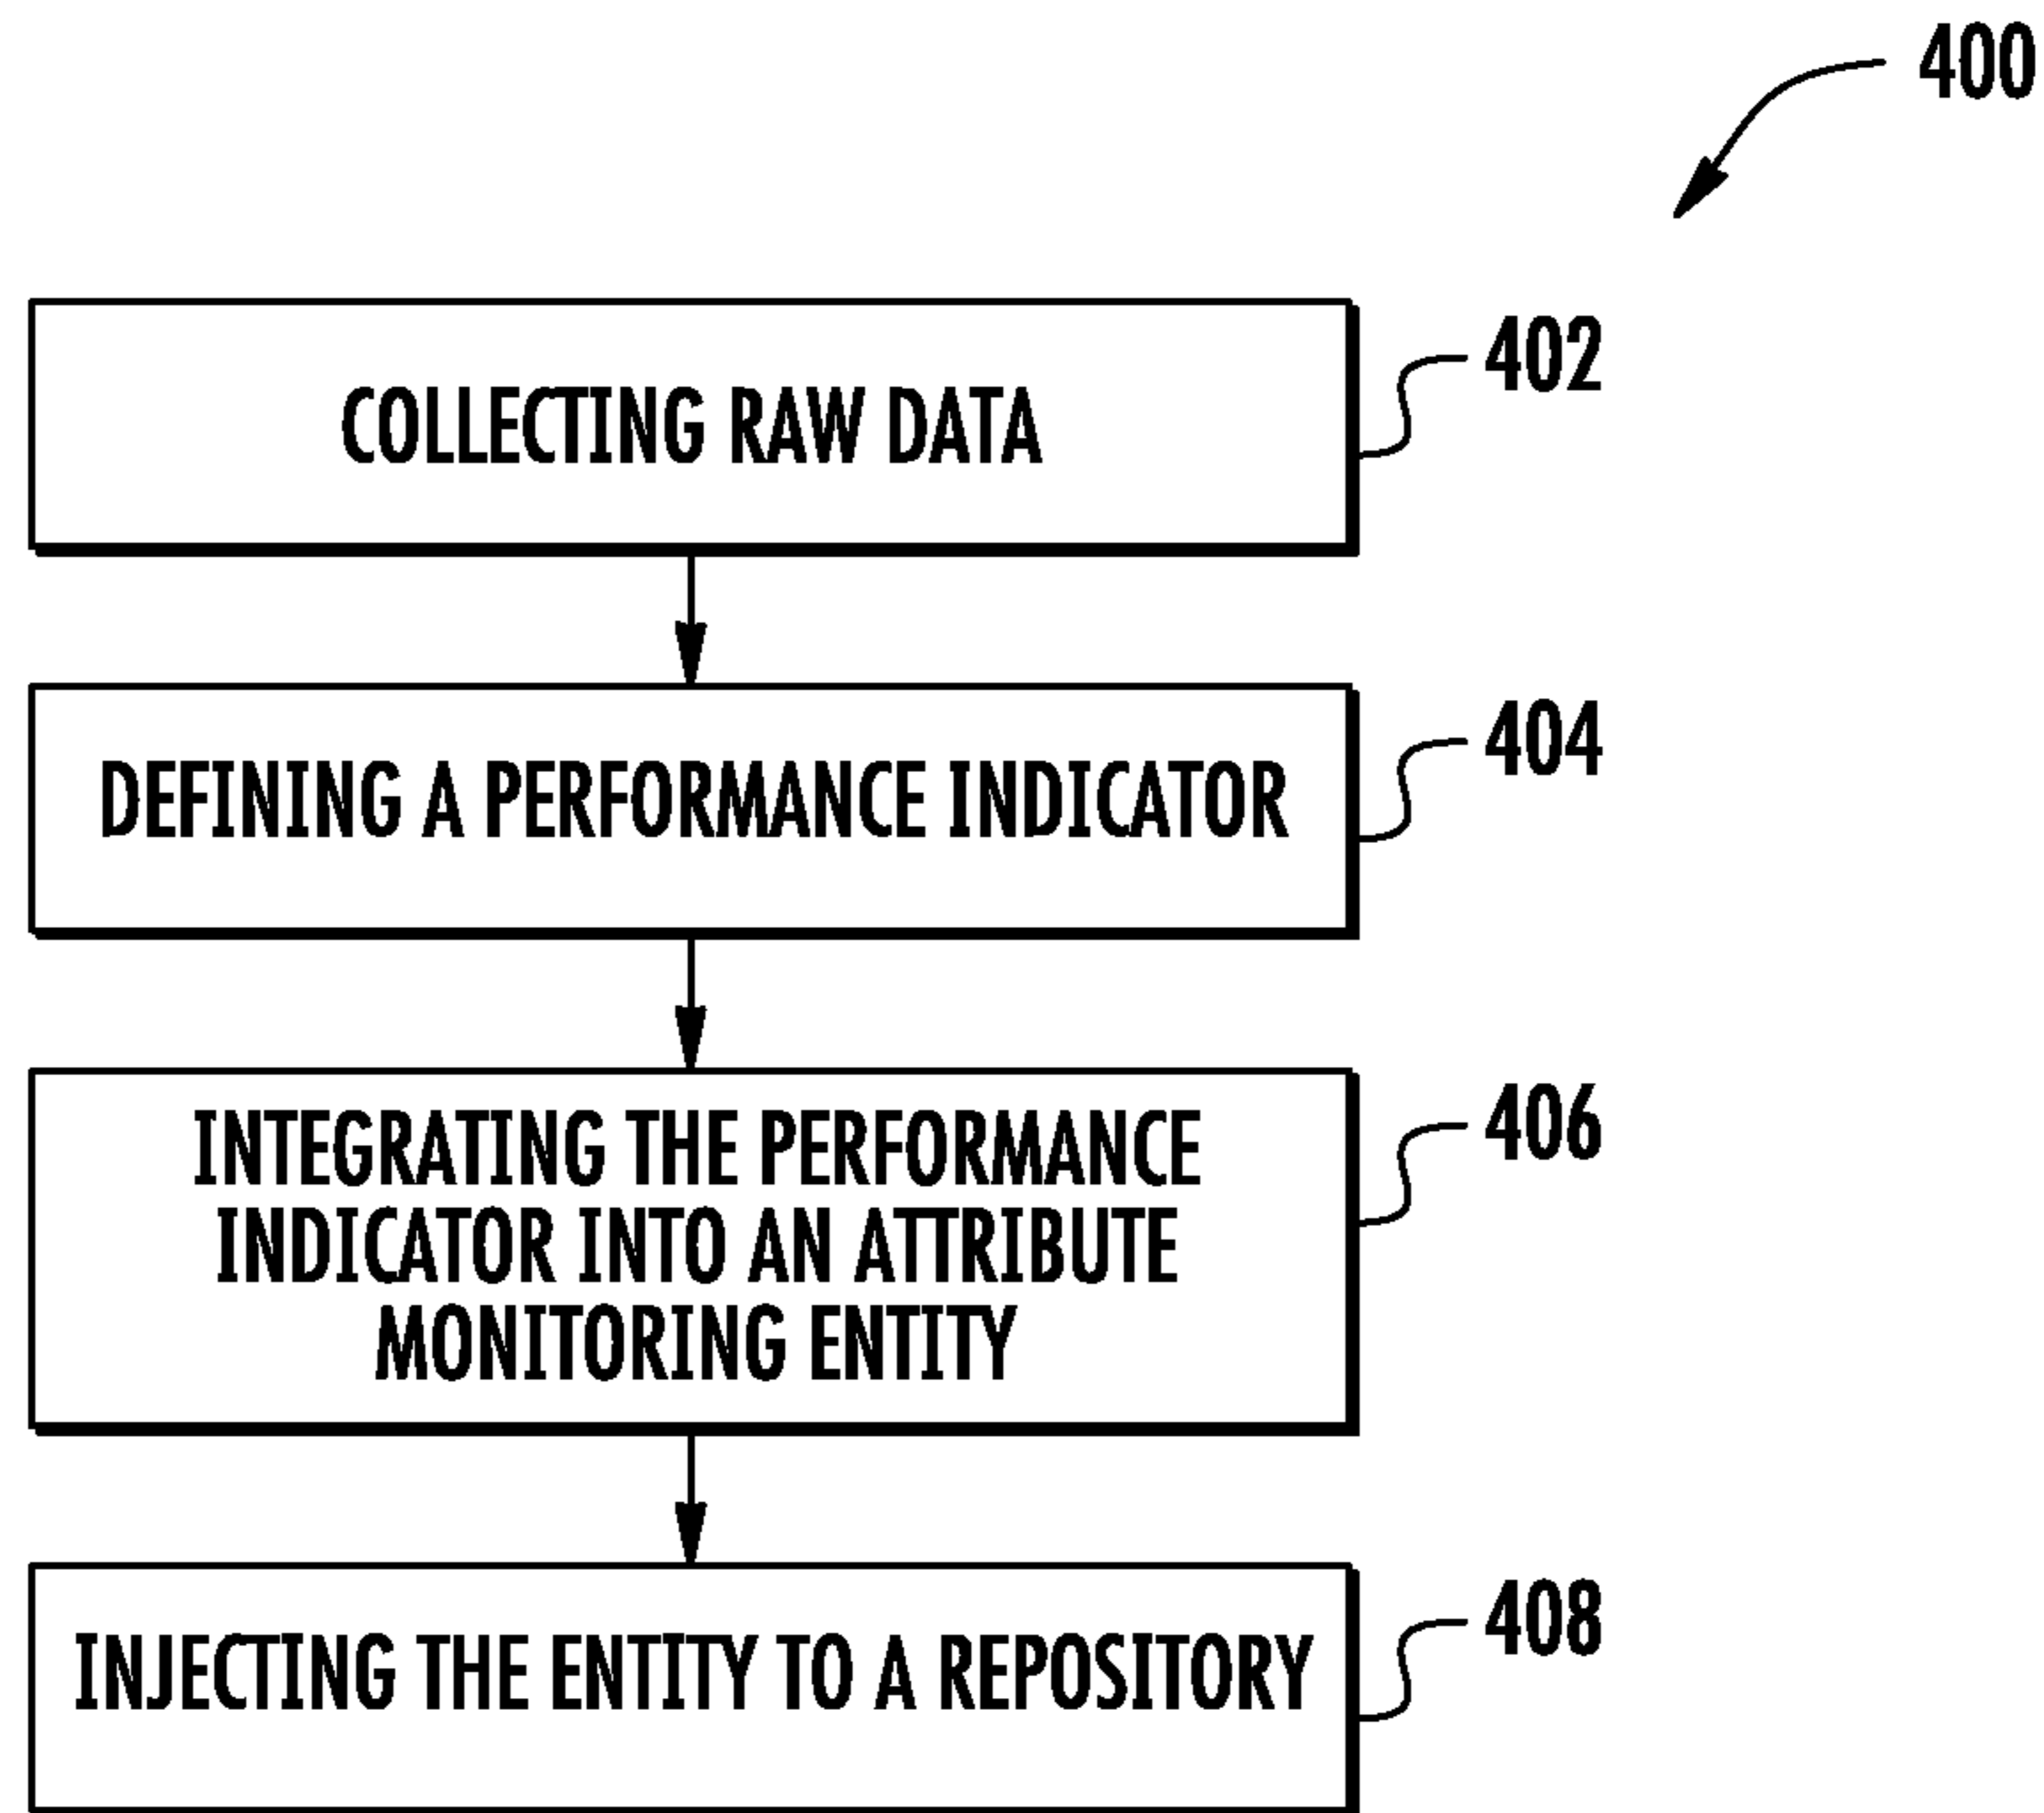 400
COLLECTING RAW DATA
402
DEFINING A PERFORMANCE INDICATOR
404
INTEGRATING THE PERFORMANCE
INDICATOR INTO AN ATTRIBUTE
MONITORING ENTITY
406
INJECTING THE ENTITY TO A REPOSITORY
408